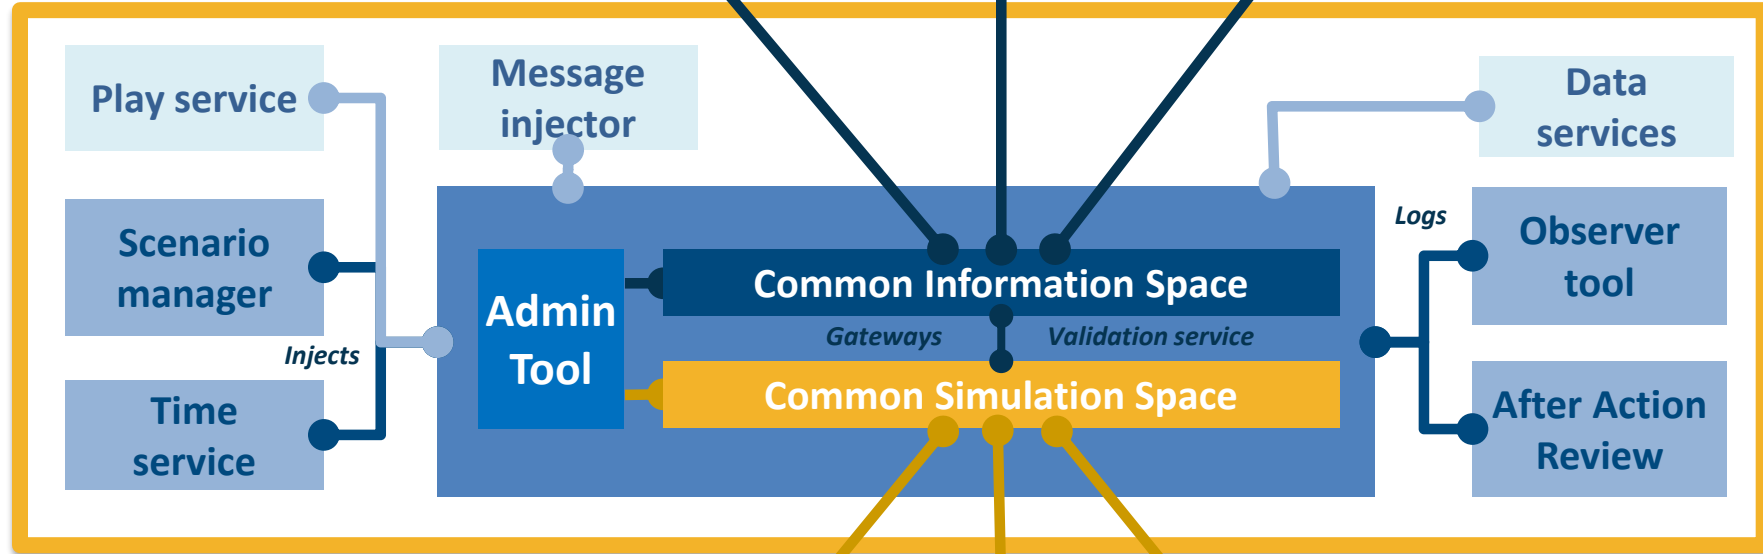 Play service
Message
injector
Data
services
Scenario
manager
Injects
Time
service
Admin
Tool
Common Information Space
Gateways
Validation service
Common Simulation Space
Logs
Observer
tool
After Action
Review